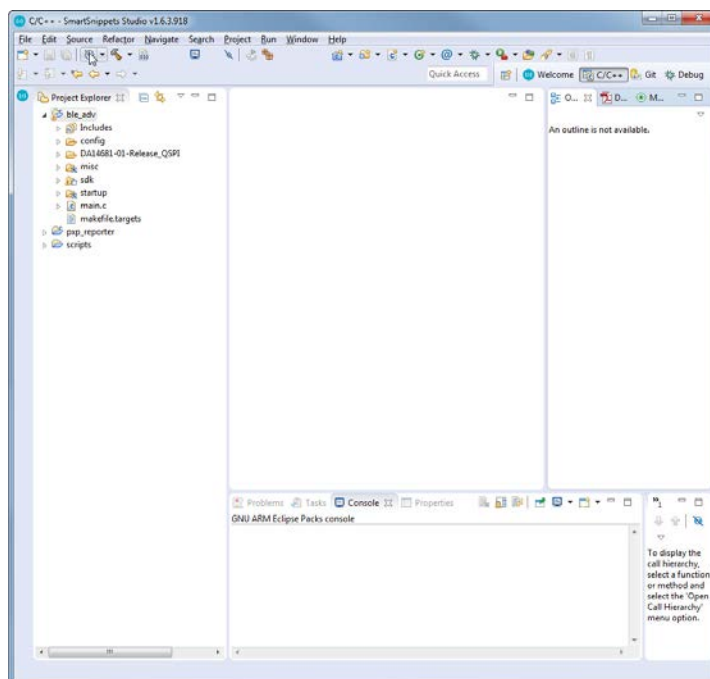 C/C++ - SmartSnippets Studio v1.6.3.918
File Edit Source Refactor Navigate Search Project Run Window Help
Quick Access
Welcome
C/C++
Git
Debug
Project Explorer
ble_adv
Includes
config
DA14681-01-Release_QSPI
misc
sdk
startup
main.c
makefile.targets
pxp_reporter
scripts
O...
D...
M...
An outline is not available.
Problems
Tasks
Console
Properties
GNU ARM Eclipse Packs console
To display the
call hierarchy,
select a function
or method and
select the 'Open
Call Hierarchy'
menu option.